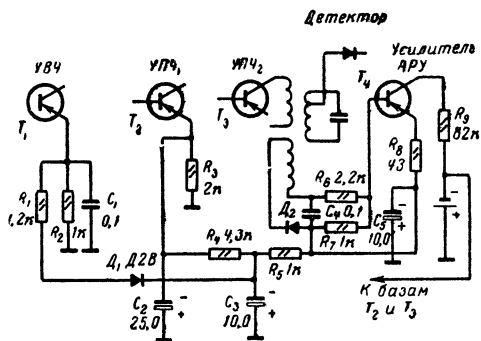 Детектор
УВЧ
УПЧ₁
УПЧ₂
Усилитель
АРУ
T₁
T₂
T₃
T₄
R₁
1,2к
R₂ 1к
C₁
0,1
R₃
2к
R₆ 2,2к
Д₂
C₄ 0,1
R₇ 1к
R₈
43
R₉
82к
C₅
10,0
Д₁ Д2В
R₄ 4,3к
R₅ 1к
C₂
25,0
C₃
10,0
К базам
T₂ и T₃